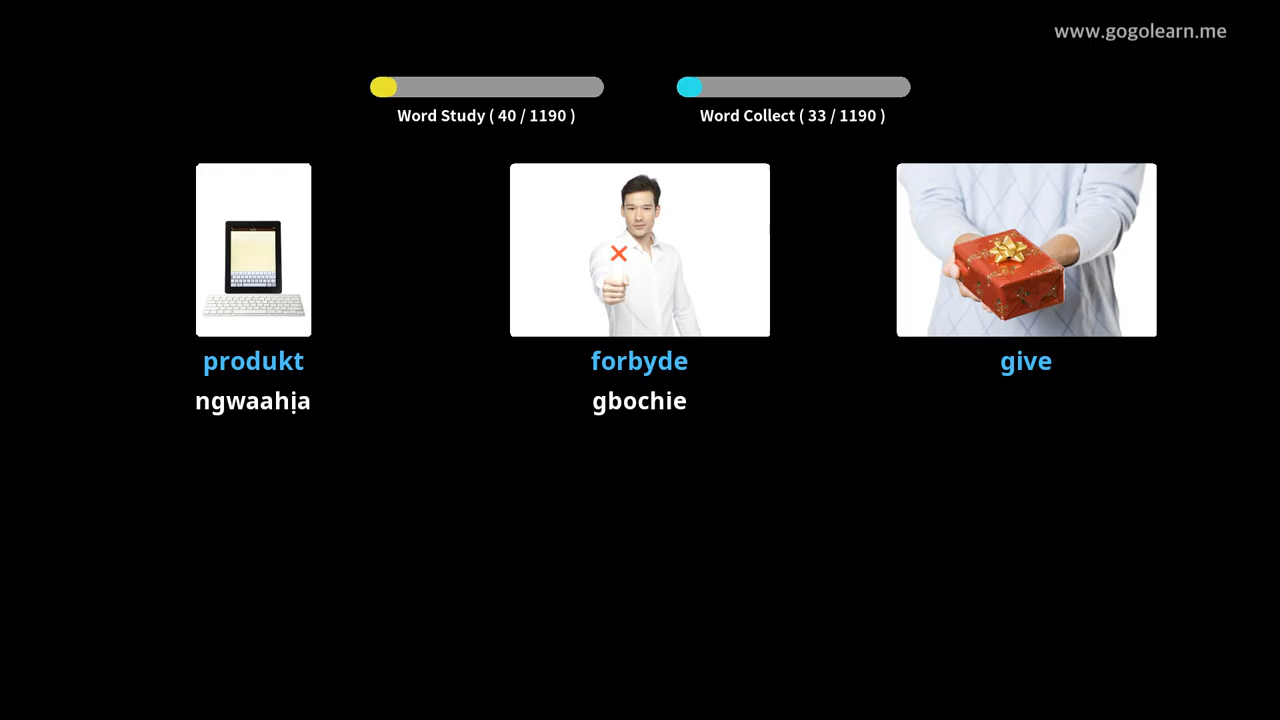 www.gogolearn.me
Word Study ( 40 / 1190 )
Word Collect ( 33 / 1190 )
produkt
forbyde
give
ngwaahịa
gbochie